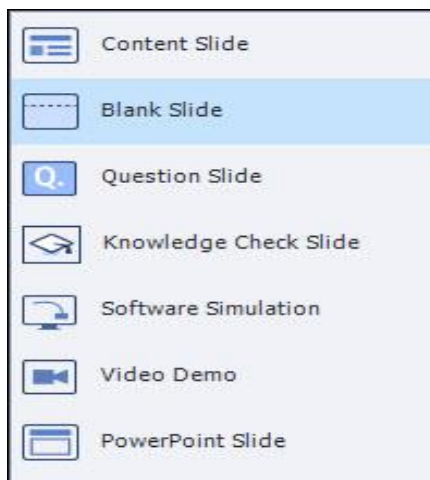 Content Slide
Blank Slide
Q. Question Slide
Knowledge Check Slide
Software Simulation
Video Demo
PowerPoint Slide